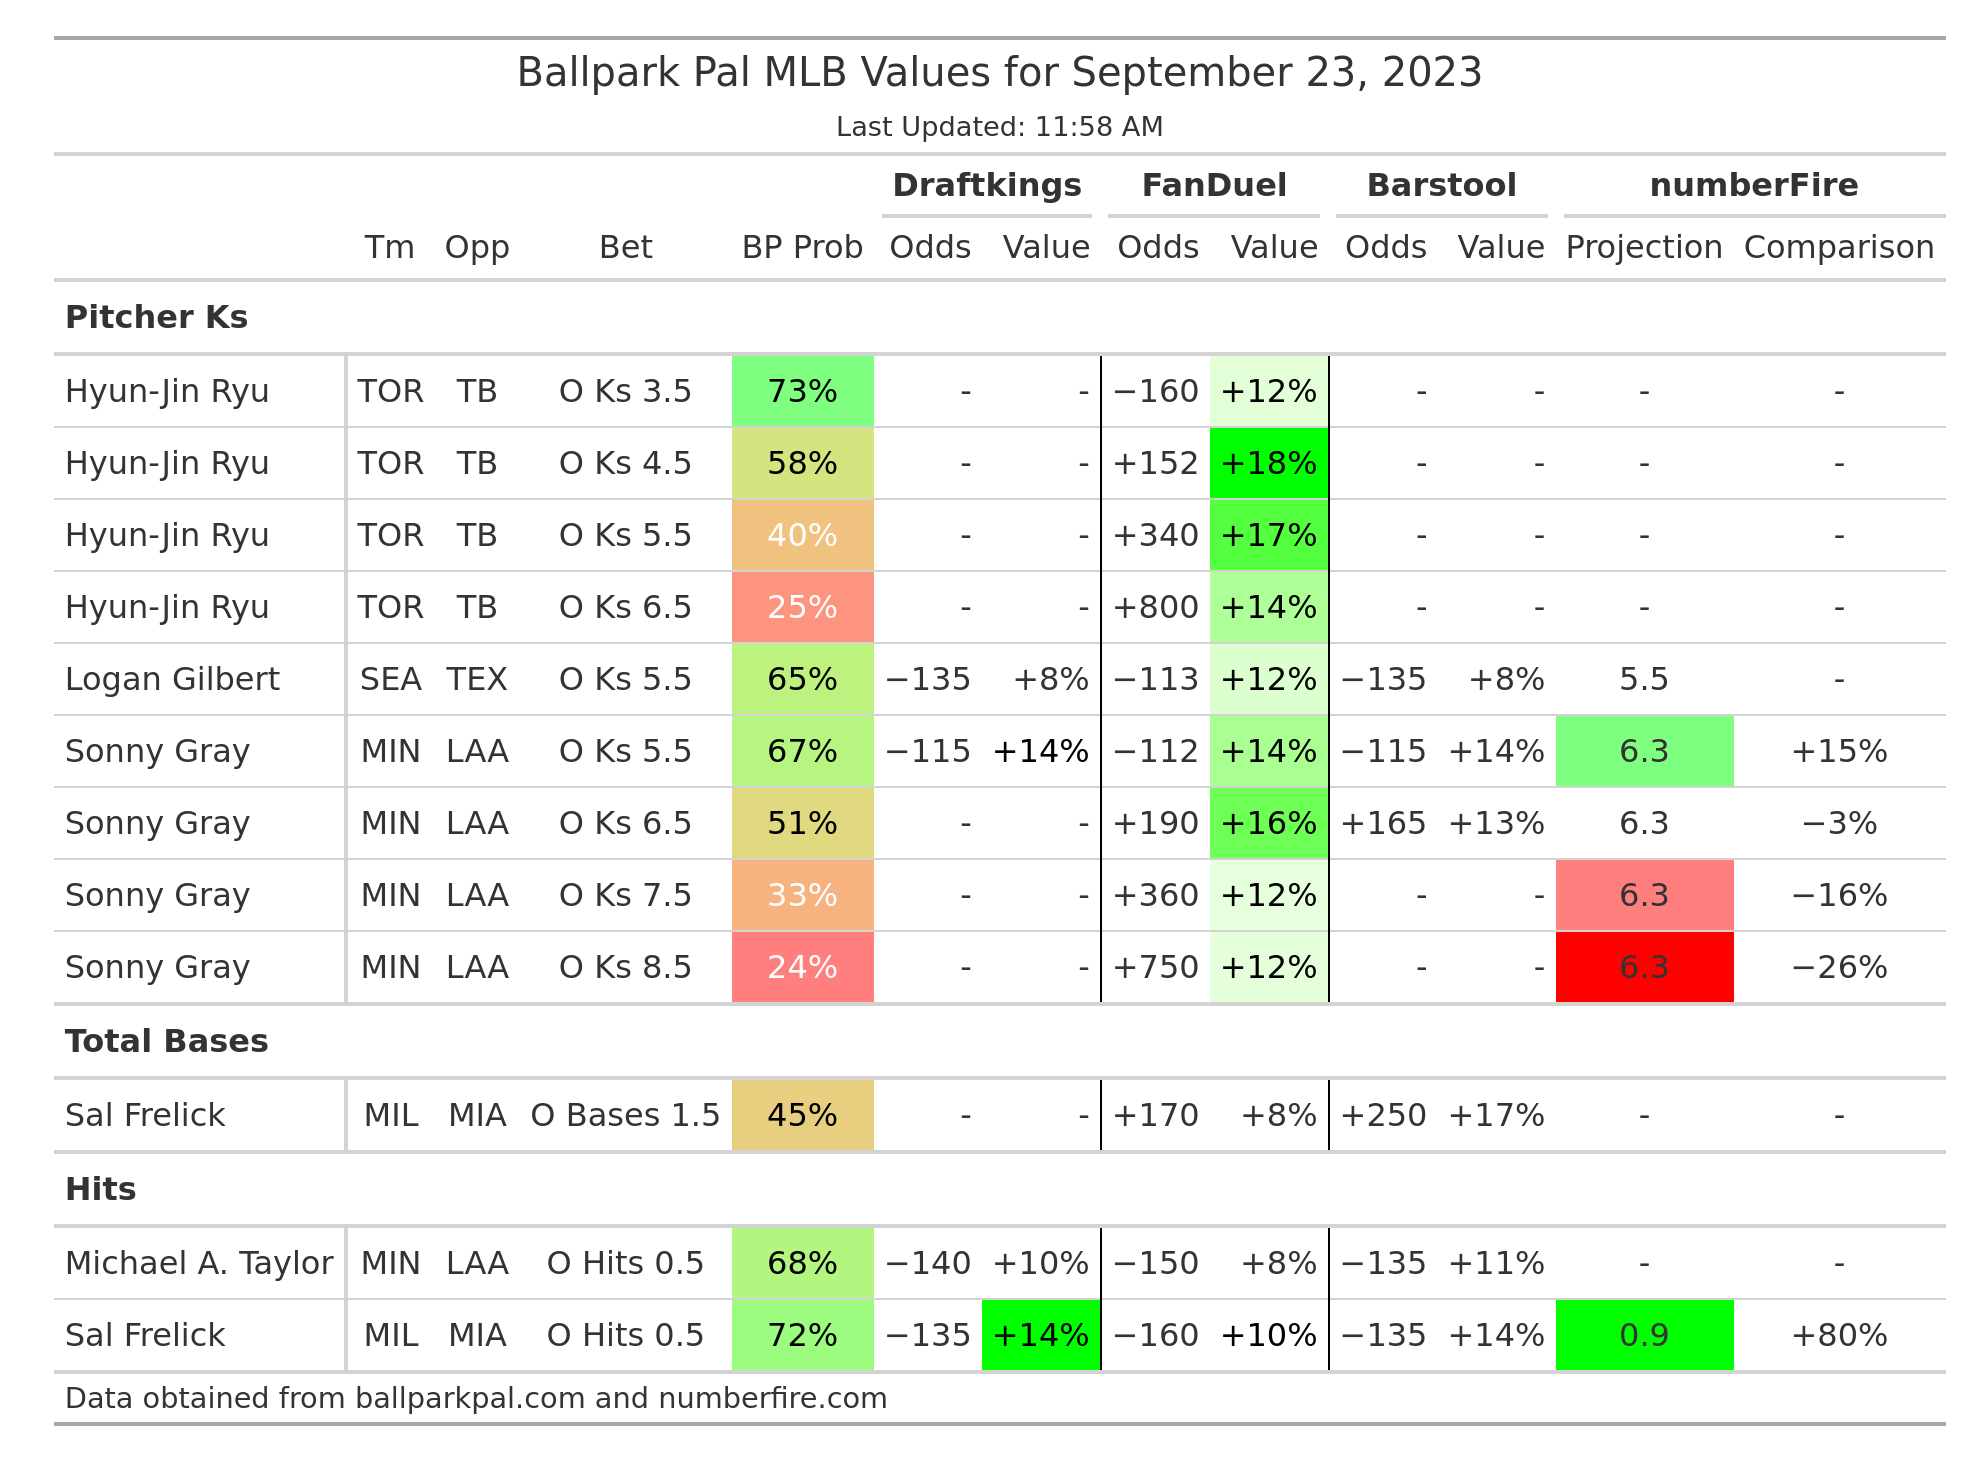 Ballpark Pal MLB Values for September 23, 2023
Last Updated: 11:58 AM
Draftkings FanDuel Barstool numberFire
Tm Opp Bet BP Prob Odds Value Odds Value Odds Value Projection Comparison
Pitcher Ks
Hyun-Jin Ryu TOR TB O Ks 3.5 73% - - −160 +12% - - - -
Hyun-Jin Ryu TOR TB O Ks 4.5 58% - - +152 +18% - - - -
Hyun-Jin Ryu TOR TB O Ks 5.5 40% - - +340 +17% - - - -
Hyun-Jin Ryu TOR TB O Ks 6.5 25% - - +800 +14% - - - -
Logan Gilbert SEA TEX O Ks 5.5 65% −135 +8% −113 +12% −135 +8% 5.5 -
Sonny Gray MIN LAA O Ks 5.5 67% −115 +14% −112 +14% −115 +14% 6.3 +15%
Sonny Gray MIN LAA O Ks 6.5 51% - - +190 +16% +165 +13% 6.3 −3%
Sonny Gray MIN LAA O Ks 7.5 33% - - +360 +12% - - 6.3 −16%
Sonny Gray MIN LAA O Ks 8.5 24% - - +750 +12% - - 6.3 −26%
Total Bases
Sal Frelick MIL MIA O Bases 1.5 45% - - +170 +8% +250 +17% - -
Hits
Michael A. Taylor MIN LAA O Hits 0.5 68% −140 +10% −150 +8% −135 +11% - -
Sal Frelick MIL MIA O Hits 0.5 72% −135 +14% −160 +10% −135 +14% 0.9 +80%
Data obtained from ballparkpal.com and numberfire.com